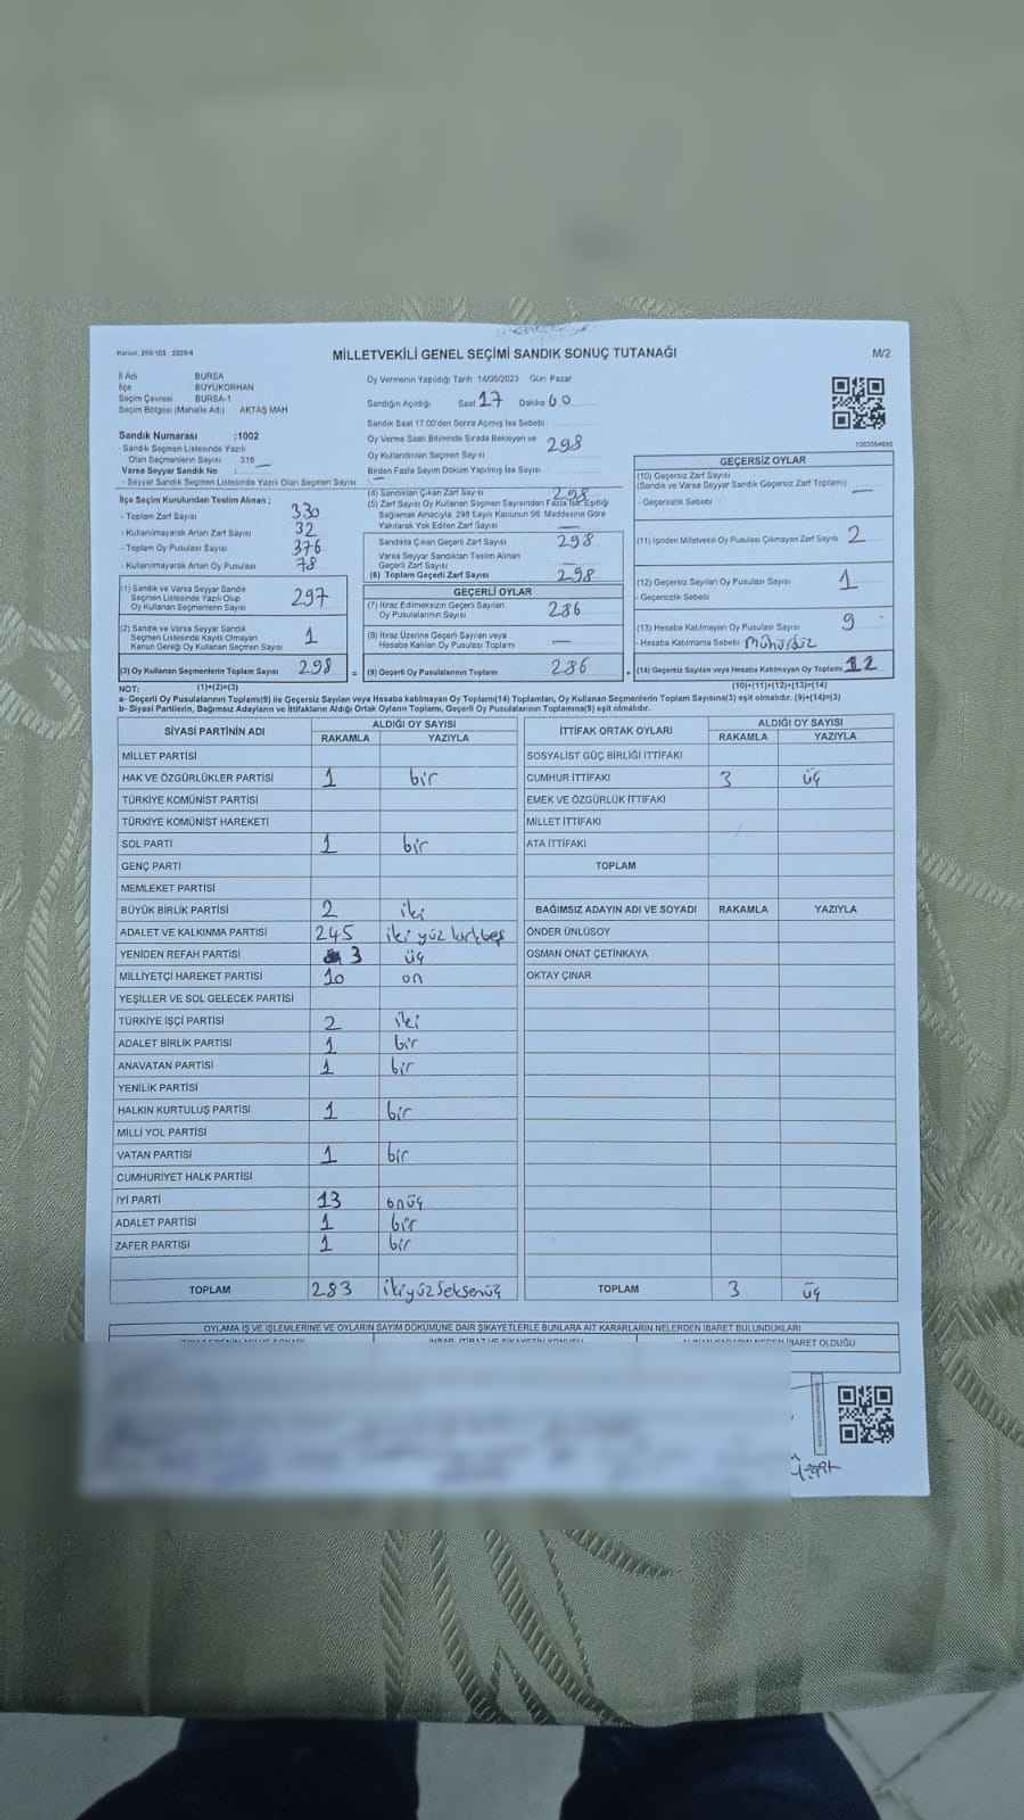 MİLLETVEKİLİ GENEL SEÇİMİ SANDIK SONUÇ TUTANAĞI
M/2
İl Adı BURSA
İlçe BÜYÜKORHAN
Seçim Çevresi BURSA-1
Seçim Bölgesi (Mahalle Adı) AKTAŞ MAH
Sandık Numarası :1002
- Sandık Seçmen Listesinde Yazılı
Olan Seçmenlerin Sayısı 316
Varsa Seyyar Sandık No
- Seyyar Sandık Seçmen Listesinde Yazılı Olan Seçmen Sayısı
İlçe Seçim Kurulundan Teslim Alınan ;
- Toplam Zarf Sayısı 330
- Kullanılmayarak Artan Zarf Sayısı 32
- Toplam Oy Pusulası Sayısı 376
- Kullanılmayarak Artan Oy Pusulası 78
(1) Sandık ve Varsa Seyyar Sandık
Seçmen Listesinde Yazılı Olup
Oy Kullanan Seçmenlerin Sayısı 297
(2) Sandık ve Varsa Seyyar Sandık
Seçmen Listesinde Kayıtlı Olmayan
Kanun Gereği Oy Kullanan Seçmen Sayısı 1
(3) Oy Kullanan Seçmenlerin Toplam Sayısı 298
(1)+(2)=(3)
Oy Vermenin Yapıldığı Tarih 14/05/2023 Gün Pazar
Sandığın Açıldığı Saat 17 Dakika 00
Sandık Saat 17.00'den Sonra Açılmış İse Sebebi
Oy Verme Saati Bitiminde Sırada Bekleyen ve
Oy Kullandırılan Seçmen Sayısı 298
Birden Fazla Sayım Döküm Yapılmış İse Sayısı
(4) Sandıktan Çıkan Zarf Sayısı 298
(5) Zarf Sayısı Oy Kullanan Seçmen Sayısından Fazla İse, Eşitliği
Sağlamak Amacıyla, 298 Sayılı Kanunun 98. Maddesine Göre
Yakılarak Yok Edilen Zarf Sayısı
Sandıkta Çıkan Geçerli Zarf Sayısı 298
Varsa Seyyar Sandıktan Teslim Alınan
Geçerli Zarf Sayısı
(6) Toplam Geçerli Zarf Sayısı 298
GEÇERLİ OYLAR
(7) İtiraz Edilmeksizin Geçerli Sayılan
Oy Pusulalarının Sayısı 286
(8) İtiraz Üzerine Geçerli Sayılan veya
Hesaba Katılan Oy Pusulası Toplamı
= (9) Geçerli Oy Pusulalarının Toplamı 286
GEÇERSİZ OYLAR
(10) Geçersiz Zarf Sayısı
(Sandık ve Varsa Seyyar Sandık Geçersiz Zarf Toplamı)
- Geçersizlik Sebebi
(11) İçinden Milletvekili Oy Pusulası Çıkmayan Zarf Sayısı 2
(12) Geçersiz Sayılan Oy Pusulası Sayısı 1
- Geçersizlik Sebebi
(13) Hesaba Katılmayan Oy Pusulası Sayısı 9
- Hesaba Katılmama Sebebi mühürsüz
+ (14) Geçersiz Sayılan veya Hesaba Katılmayan Oy Toplamı 12
(10)+(11)+(12)+(13)=(14)
NOT:
a- Geçerli Oy Pusulalarının Toplamı(9) ile Geçersiz Sayılan veya Hesaba katılmayan Oy Toplamı(14) Toplamları, Oy Kullanan Seçmenlerin Toplam Sayısına(3) eşit olmalıdır. (9)+(14)=(3)
b- Siyasi Partilerin, Bağımsız Adayların ve İttifakların Aldığı Ortak Oyların Toplamı, Geçerli Oy Pusulalarının Toplamına(9) eşit olmalıdır.
SİYASİ PARTİNİN ADI ALDIĞI OY SAYISI
RAKAMLA YAZIYLA
MİLLET PARTİSİ
HAK VE ÖZGÜRLÜKLER PARTİSİ 1 bir
TÜRKİYE KOMÜNİST PARTİSİ
TÜRKİYE KOMÜNİST HAREKETİ
SOL PARTİ 1 bir
GENÇ PARTİ
MEMLEKET PARTİSİ
BÜYÜK BİRLİK PARTİSİ 2 iki
ADALET VE KALKINMA PARTİSİ 245 iki yüz kırkbeş
YENİDEN REFAH PARTİSİ 3 üç
MİLLİYETÇİ HAREKET PARTİSİ 10 on
YEŞİLLER VE SOL GELECEK PARTİSİ
TÜRKİYE İŞÇİ PARTİSİ 2 iki
ADALET BİRLİK PARTİSİ 1 bir
ANAVATAN PARTİSİ 1 bir
YENİLİK PARTİSİ
HALKIN KURTULUŞ PARTİSİ 1 bir
MİLLİ YOL PARTİSİ
VATAN PARTİSİ 1 bir
CUMHURİYET HALK PARTİSİ
İYİ PARTİ 13 onüç
ADALET PARTİSİ 1 bir
ZAFER PARTİSİ 1 bir
TOPLAM 283 ikiyüzseksenüç
İTTİFAK ORTAK OYLARI ALDIĞI OY SAYISI
RAKAMLA YAZIYLA
SOSYALİST GÜÇ BİRLİĞİ İTTİFAKI
CUMHUR İTTİFAKI 3 üç
EMEK VE ÖZGÜRLÜK İTTİFAKI
MİLLET İTTİFAKI
ATA İTTİFAKI
TOPLAM
BAĞIMSIZ ADAYIN ADI VE SOYADI RAKAMLA YAZIYLA
ÖNDER ÜNLÜSOY
OSMAN ONAT ÇETİNKAYA
OKTAY ÇINAR
TOPLAM 3 üç
OYLAMA İŞ VE İŞLEMLERİNE VE OYLARIN SAYIM DÖKÜMÜNE DAİR ŞİKAYETLERLE BUNLARA AİT KARARLARIN NELERDEN İBARET BULUNDUKLARI